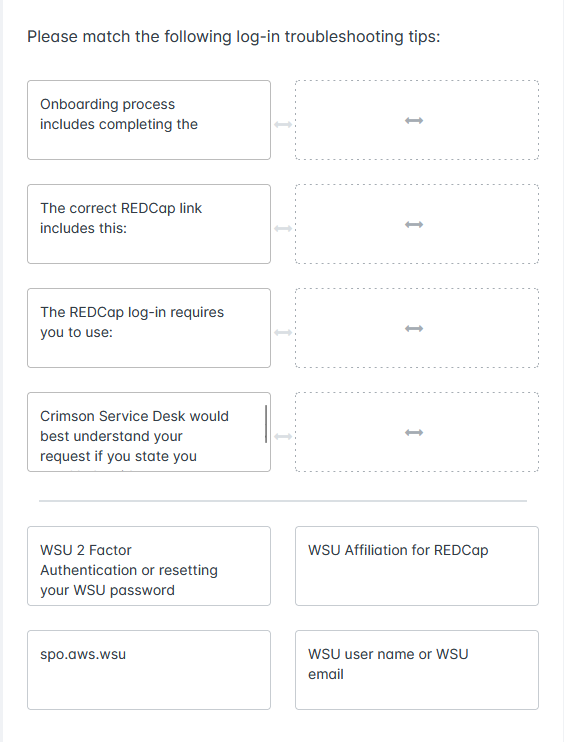 Please match the following log-in troubleshooting tips:
Onboarding process
includes completing the
The correct REDCap link
includes this:
The REDCap log-in requires
you to use:
Crimson Service Desk would
best understand your
request if you state you
WSU 2 Factor
Authentication or resetting
your WSU password
WSU Affiliation for REDCap
spo.aws.wsu
WSU user name or WSU
email